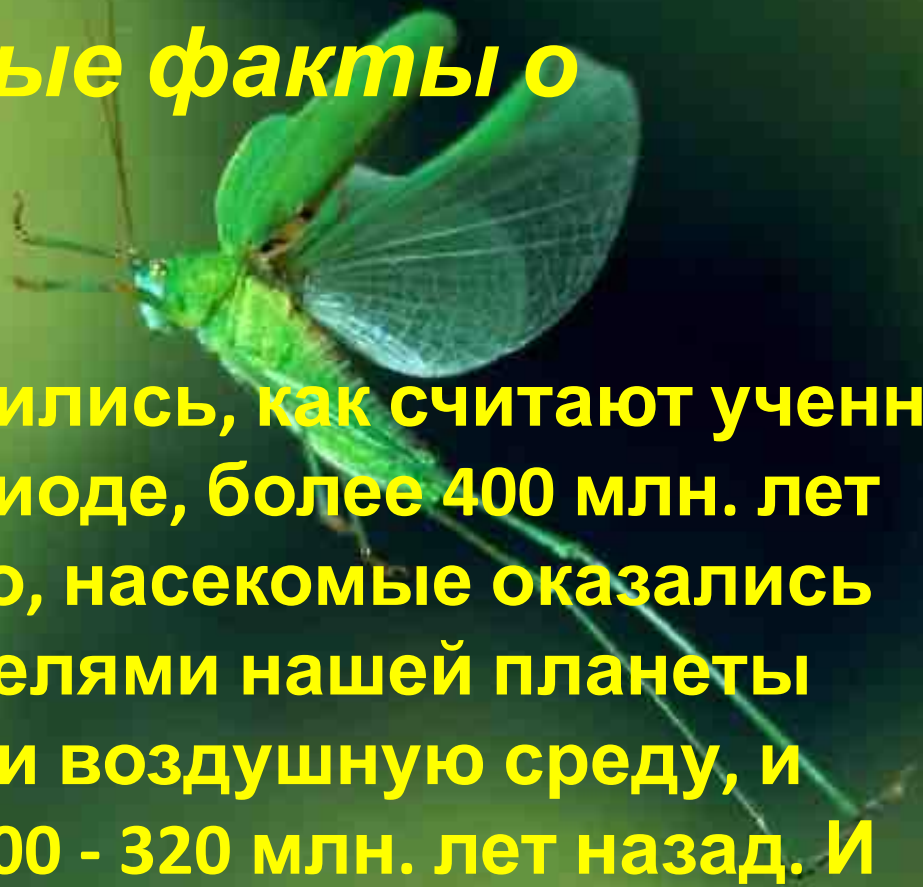 ые факты о
ились, как считают ученн
иоде, более 400 млн. лет
о, насекомые оказались
елями нашей планеты
и воздушную среду, и
00 - 320 млн. лет назад. И